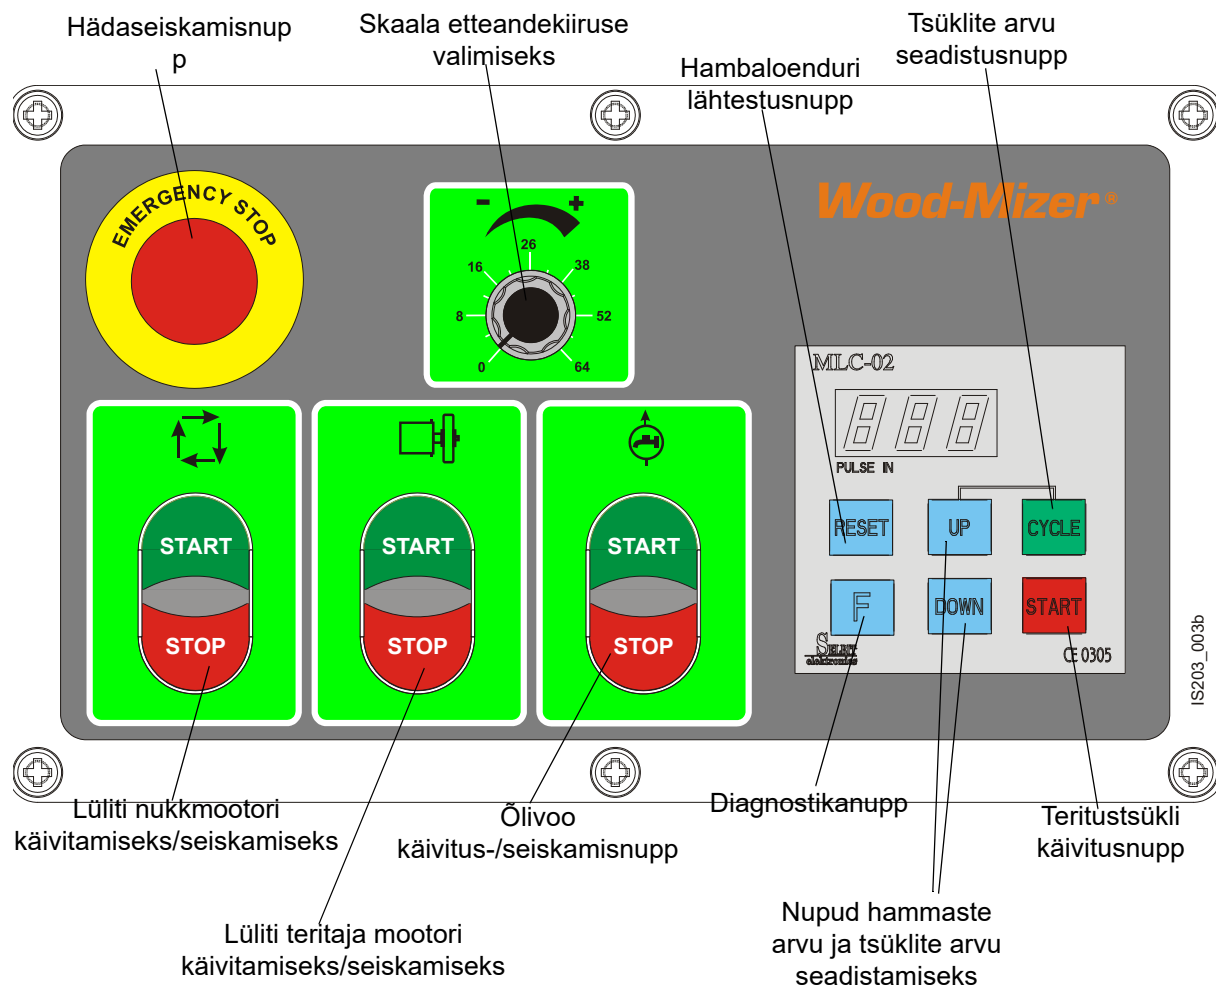 Hädaseiskamisnup
p
Skaala etteandekiiruse
valimiseks
Hambaloenduri
lähtestusnupp
Tsüklite arvu
seadistusnupp
EMERGENCY STOP
- +
0
8
16
26
38
52
64
Wood-Mizer®
MLC-02
888
PULSE IN
RESET
UP
CYCLE
F
DOWN
START
SELET
elektronics
CE 0305
START
STOP
START
STOP
START
STOP
IS203_003b
Lüliti nukkmootori
käivitamiseks/seiskamiseks
Õlivoo
käivitus-/seiskamisnupp
Diagnostikanupp
Teritustsükli
käivitusnupp
Lüliti teritaja mootori
käivitamiseks/seiskamiseks
Nupud hammaste
arvu ja tsüklite arvu
seadistamiseks